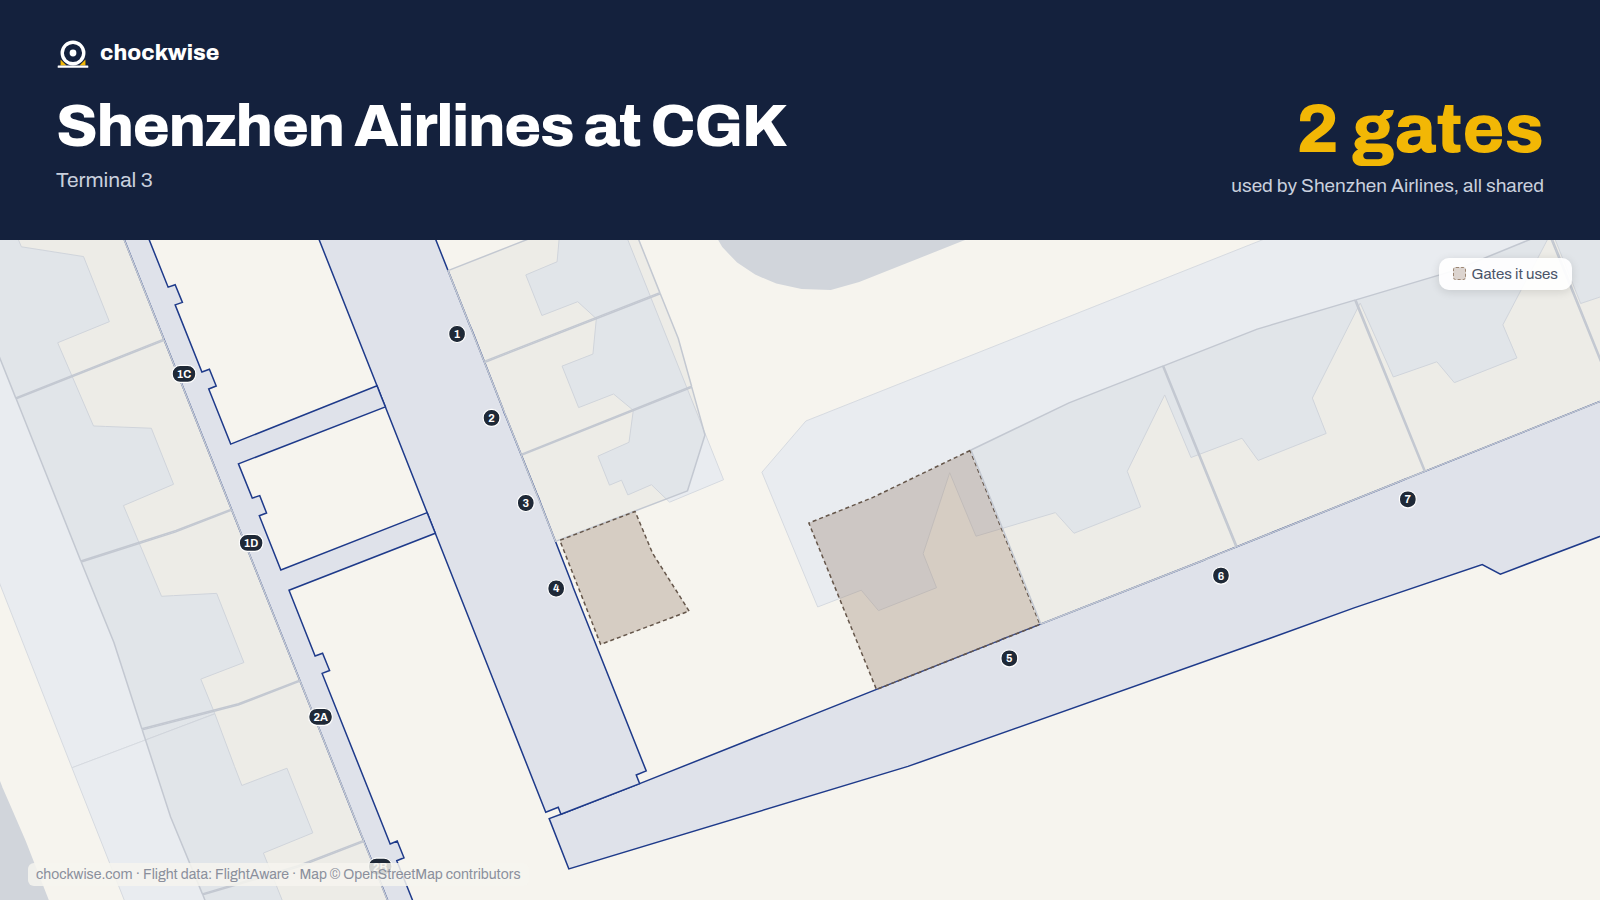 chockwise
Shenzhen Airlines at CGK
Terminal 3
2 gates
used by Shenzhen Airlines, all shared
Gates it uses
1
1C
2
3
1D
4
5
6
7
2A
chockwise.com · Flight data: FlightAware · Map © OpenStreetMap contributors